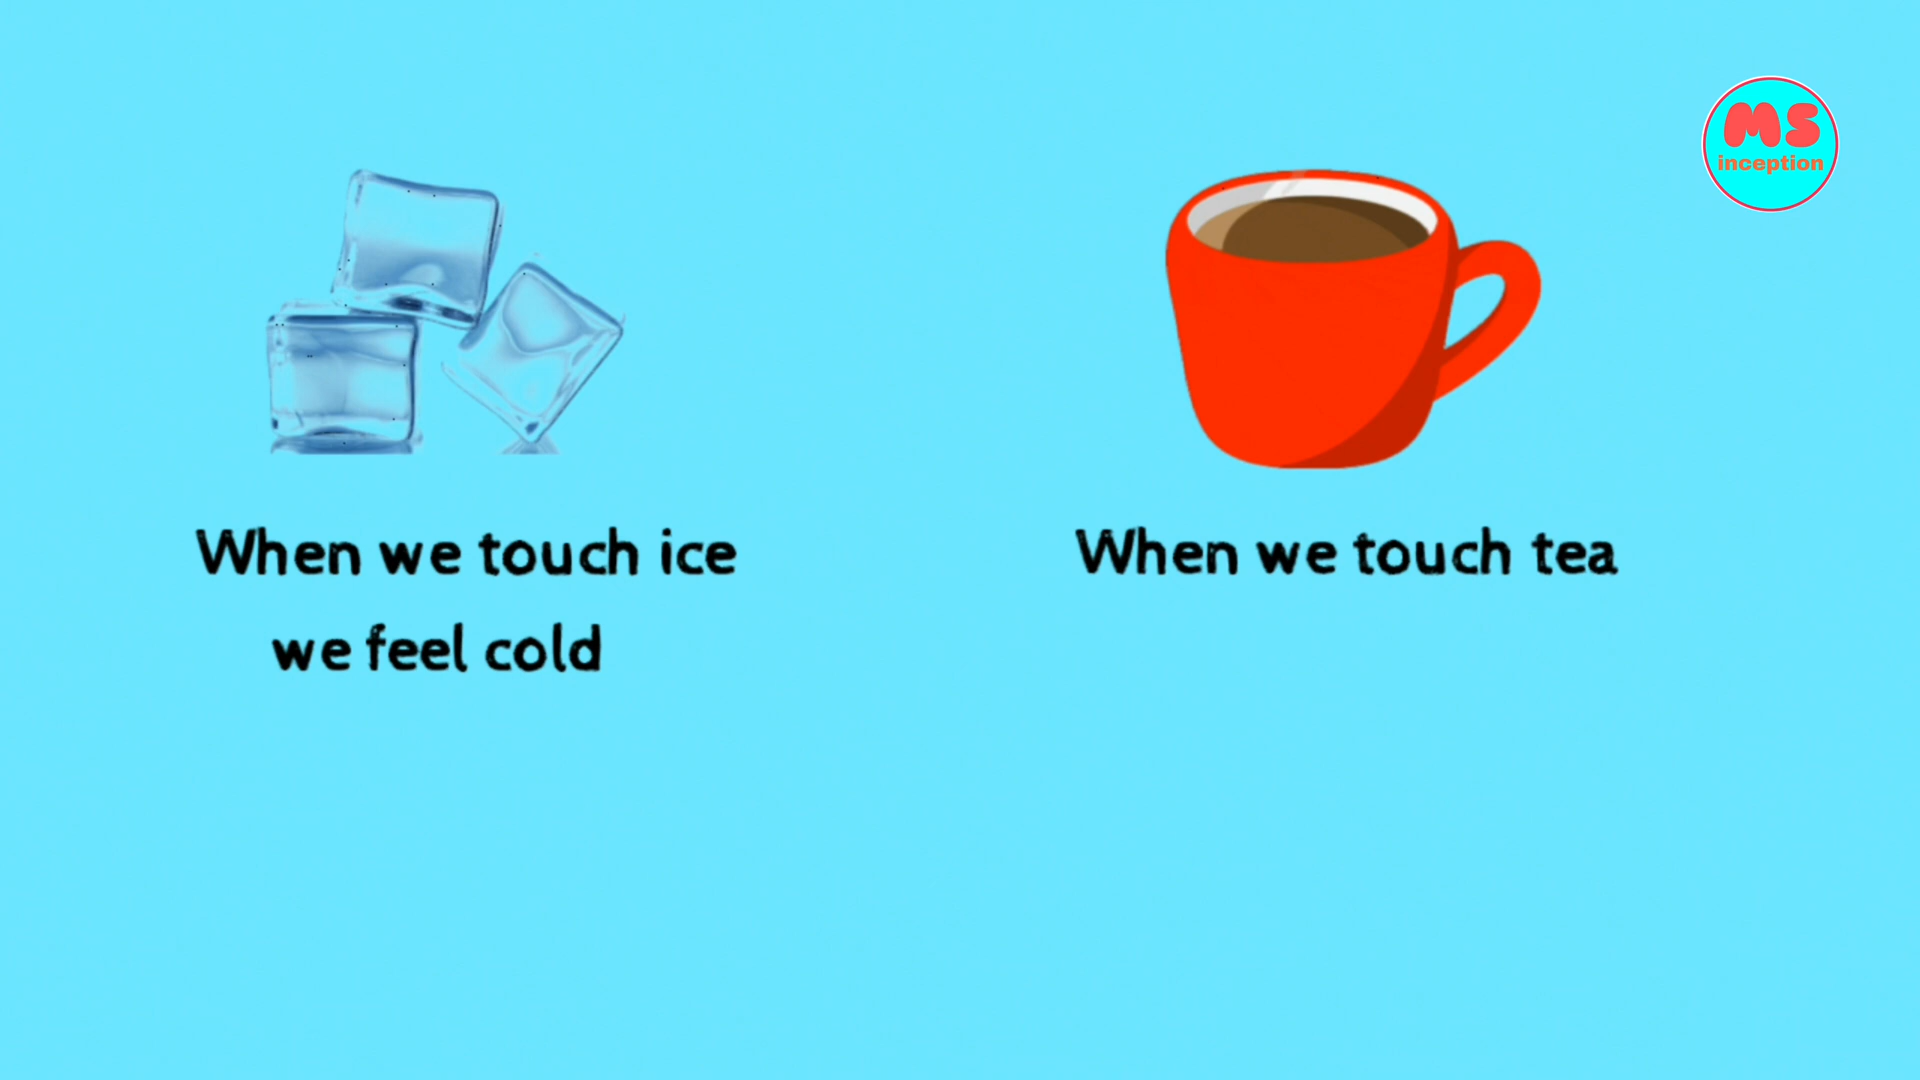 MS
inception
When we touch ice
we feel cold
When we touch tea